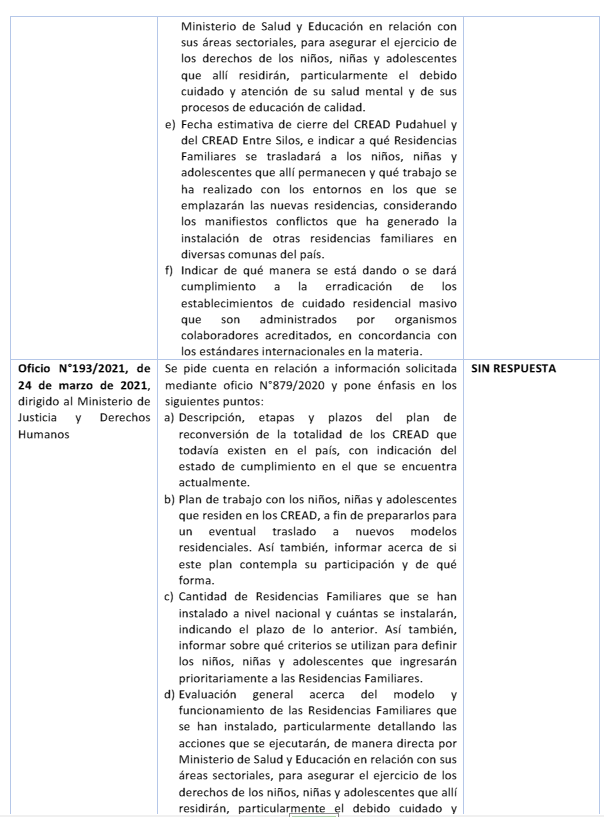 Ministerio de Salud y Educación en relación con
sus áreas sectoriales, para asegurar el ejercicio de
los derechos de los niños, niñas y adolescentes
que allí residirán, particularmente el debido
cuidado y atención de su salud mental y de sus
procesos de educación de calidad.
e) Fecha estimativa de cierre del CREAD Pudahuel y
del CREAD Entre Silos, e indicar a qué Residencias
Familiares se trasladará a los niños, niñas y
adolescentes que allí permanecen y qué trabajo se
ha realizado con los entornos en los que se
emplazarán las nuevas residencias, considerando
los manifiestos conflictos que ha generado la
instalación de otras residencias familiares en
diversas comunas del país.
f) Indicar de qué manera se está dando o se dará
cumplimiento a la erradicación de los
establecimientos de cuidado residencial masivo
que son administrados por organismos
colaboradores acreditados, en concordancia con
los estándares internacionales en la materia.
Oficio N°193/2021, de
24 de marzo de 2021,
dirigido al Ministerio de
Justicia y Derechos
Humanos
Se pide cuenta en relación a información solicitada
mediante oficio N°879/2020 y pone énfasis en los
siguientes puntos:
a) Descripción, etapas y plazos del plan de
reconversión de la totalidad de los CREAD que
todavía existen en el país, con indicación del
estado de cumplimiento en el que se encuentra
actualmente.
b) Plan de trabajo con los niños, niñas y adolescentes
que residen en los CREAD, a fin de prepararlos para
un eventual traslado a nuevos modelos
residenciales. Así también, informar acerca de si
este plan contempla su participación y de qué
forma.
c) Cantidad de Residencias Familiares que se han
instalado a nivel nacional y cuántas se instalarán,
indicando el plazo de lo anterior. Así también,
informar sobre qué criterios se utilizan para definir
los niños, niñas y adolescentes que ingresarán
prioritariamente a las Residencias Familiares.
d) Evaluación general acerca del modelo y
funcionamiento de las Residencias Familiares que
se han instalado, particularmente detallando las
acciones que se ejecutarán, de manera directa por
Ministerio de Salud y Educación en relación con sus
áreas sectoriales, para asegurar el ejercicio de los
derechos de los niños, niñas y adolescentes que allí
residirán, particularmente el debido cuidado y
SIN RESPUESTA